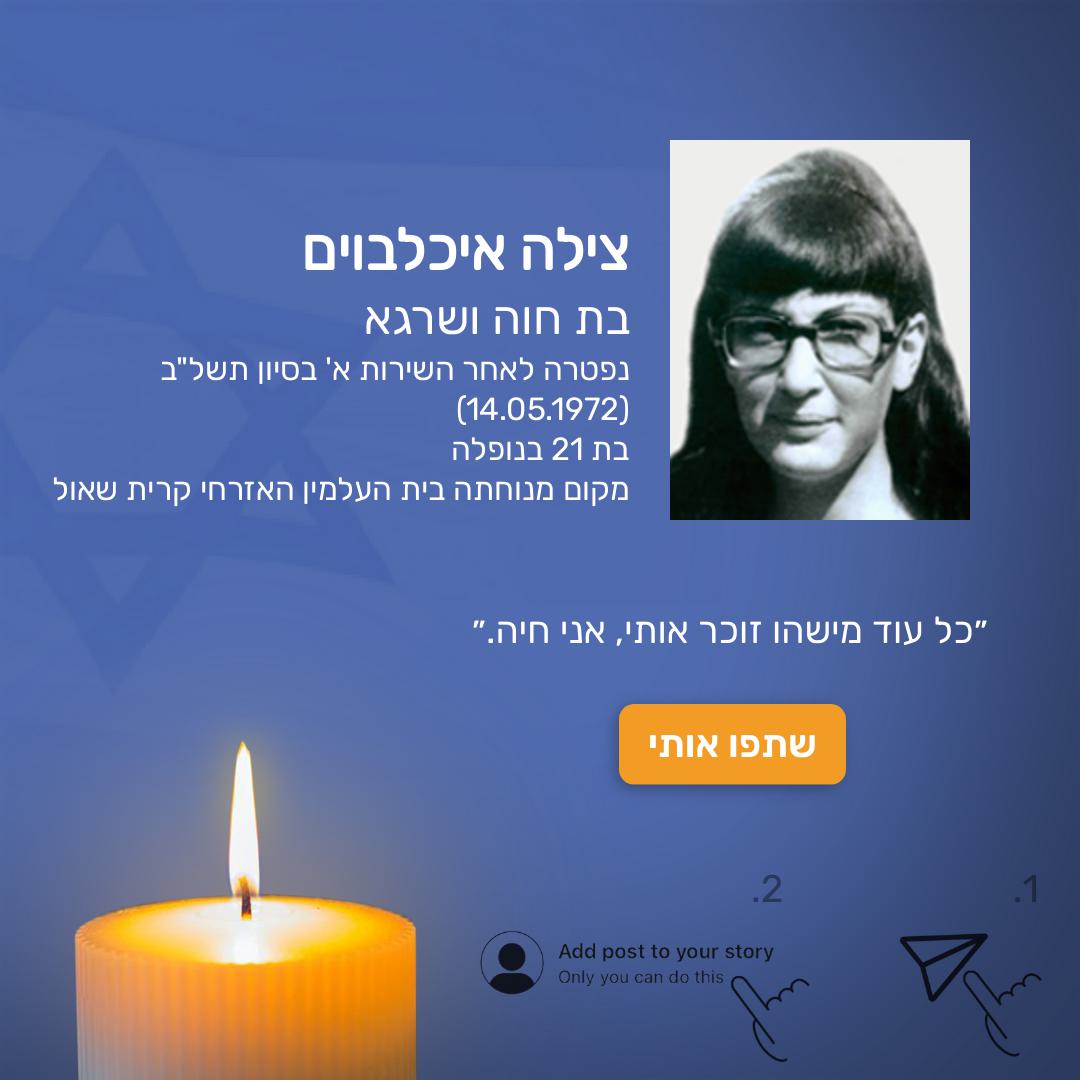 צילה איכלבוים
בת חוה ושרגא
נפטרה לאחר השירות א' בסיון תשל"ב
(14.05.1972)
בת 21 בנופלה
מקום מנוחתה בית העלמין האזרחי קרית שאול
״כל עוד מישהו זוכר אותי, אני חיה.״
שתפו אותי
1.
2.
Add post to your story
Only you can do this